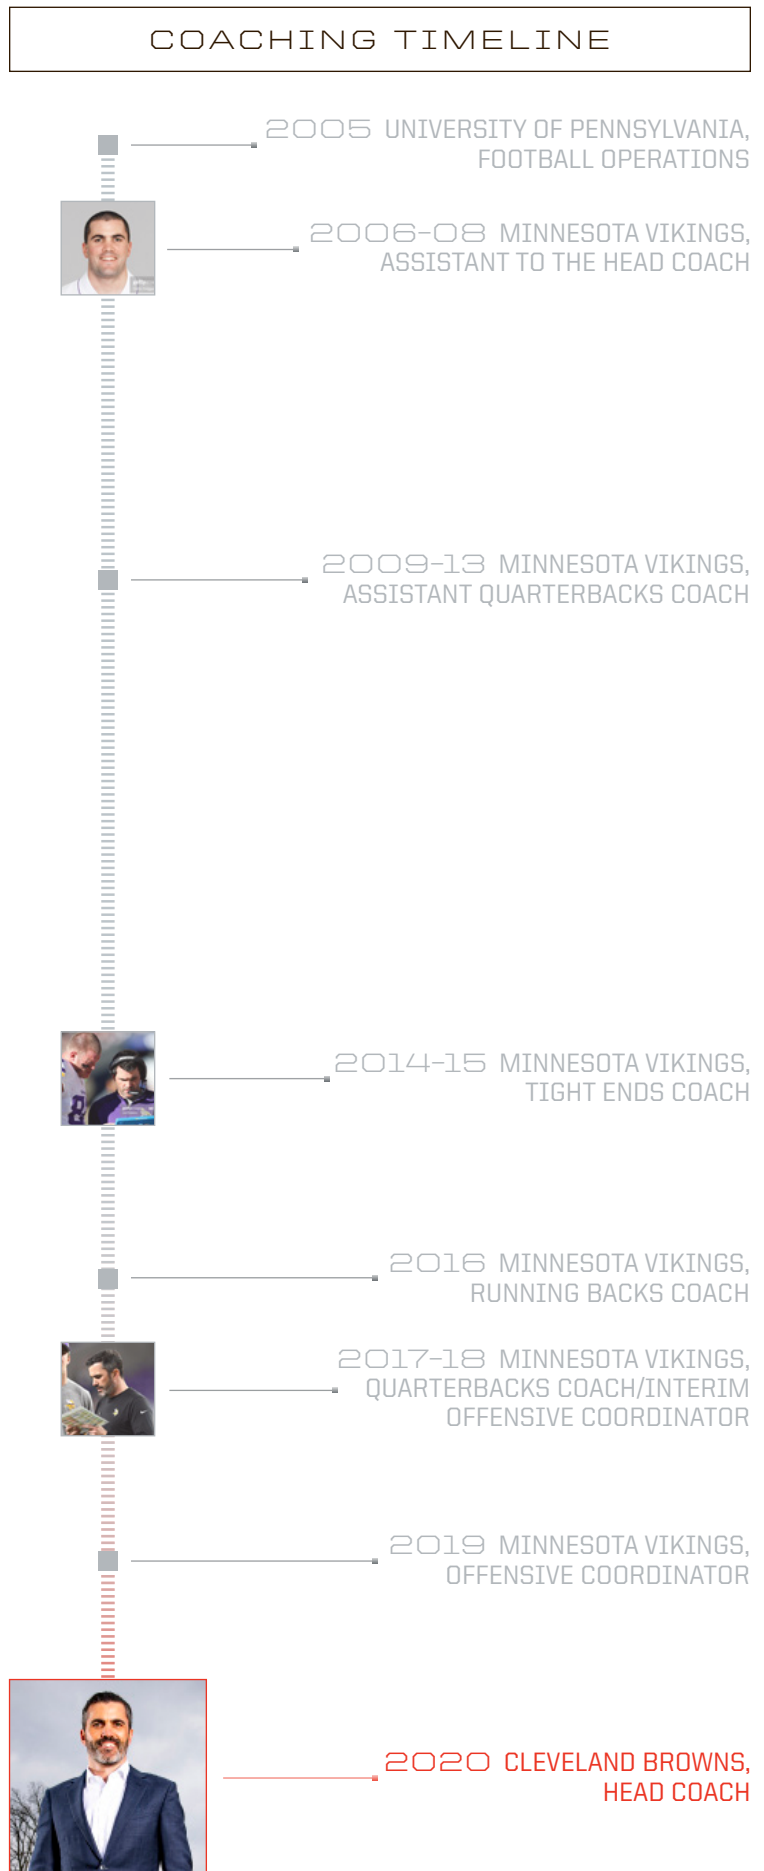 COACHING TIMELINE
2005 UNIVERSITY OF PENNSYLVANIA,
FOOTBALL OPERATIONS
2006-08 MINNESOTA VIKINGS,
ASSISTANT TO THE HEAD COACH
2009-13 MINNESOTA VIKINGS,
ASSISTANT QUARTERBACKS COACH
2014-15 MINNESOTA VIKINGS,
TIGHT ENDS COACH
2016 MINNESOTA VIKINGS,
RUNNING BACKS COACH
2017-18 MINNESOTA VIKINGS,
QUARTERBACKS COACH/INTERIM
OFFENSIVE COORDINATOR
2019 MINNESOTA VIKINGS,
OFFENSIVE COORDINATOR
2020 CLEVELAND BROWNS,
HEAD COACH